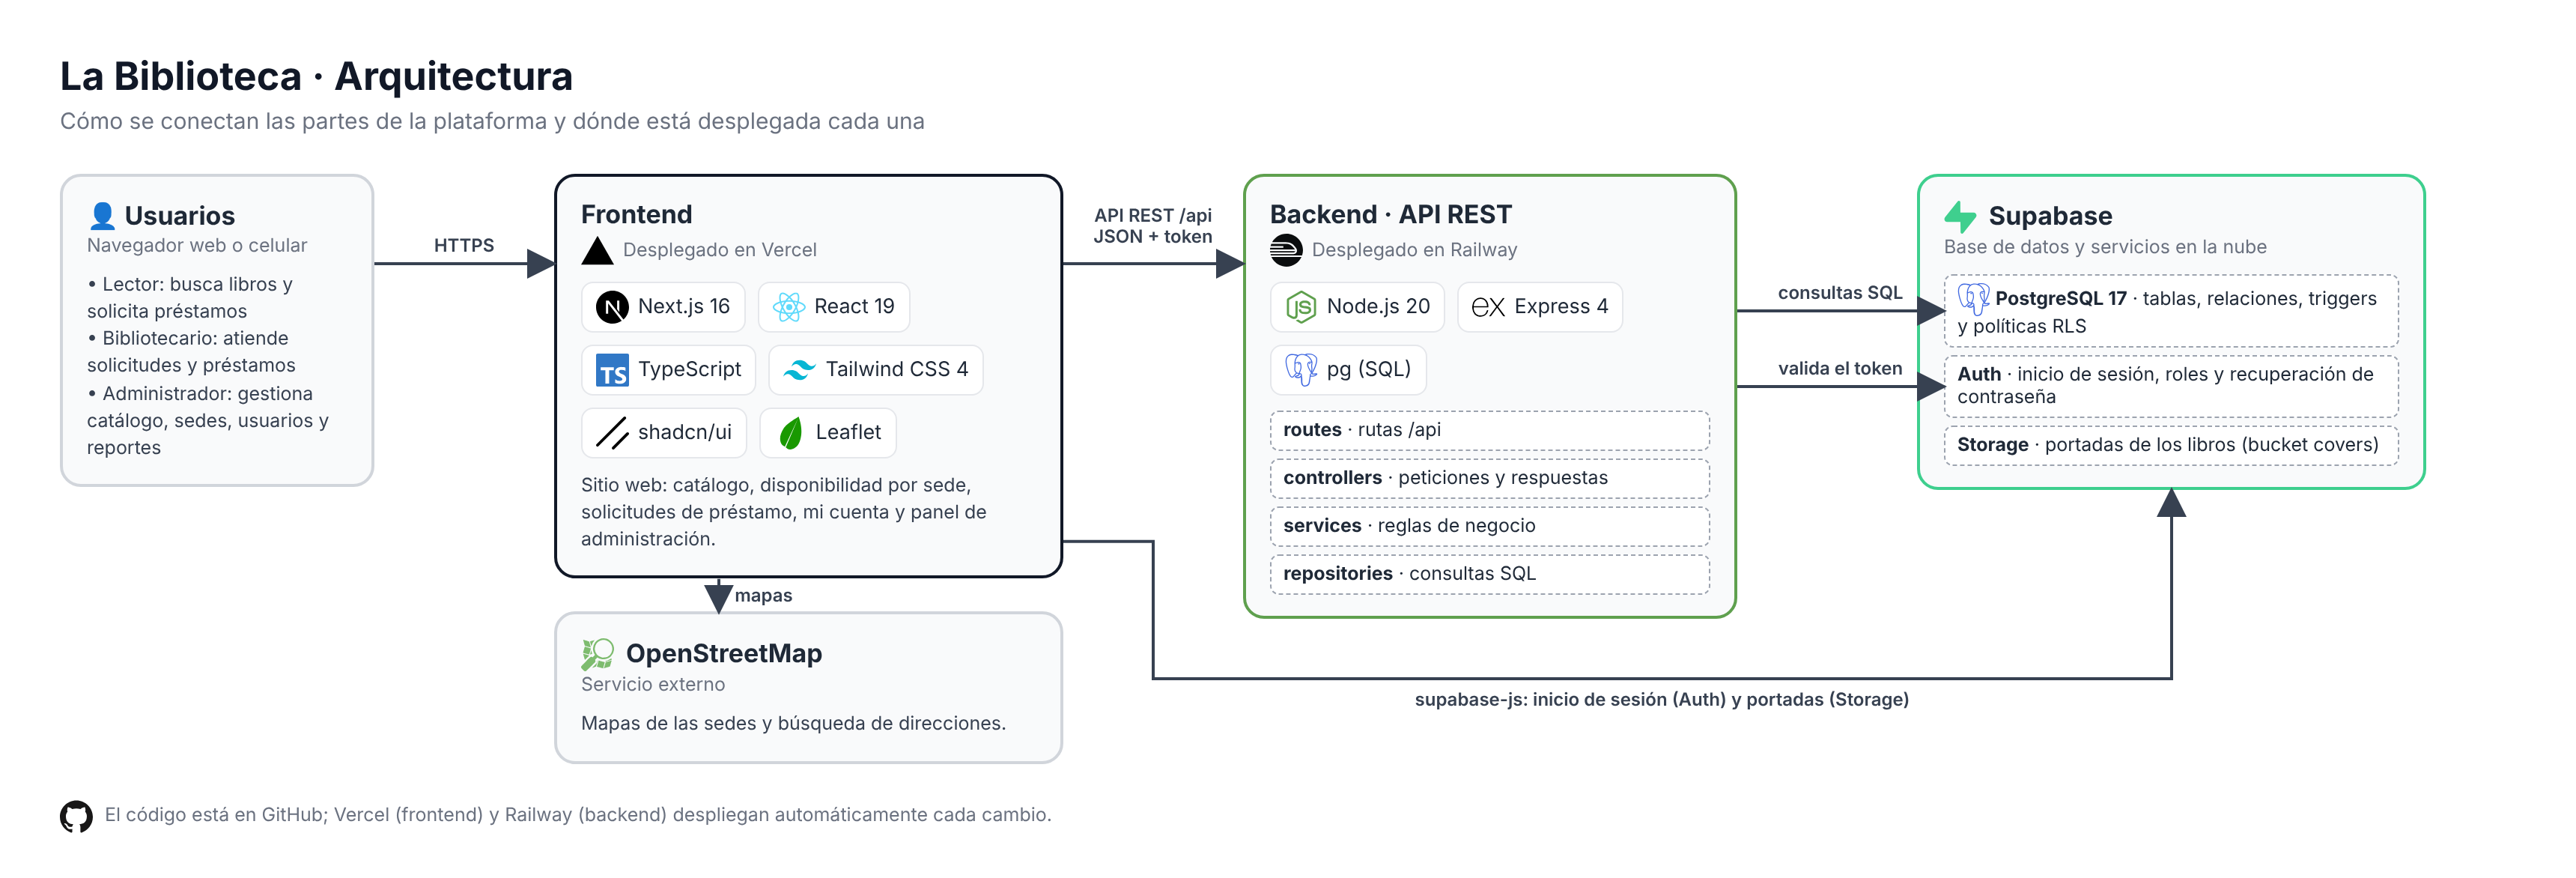 La Biblioteca · Arquitectura
Cómo se conectan las partes de la plataforma y dónde está desplegada cada una
Usuarios
Navegador web o celular
• Lector: busca libros y
solicita préstamos
• Bibliotecario: atiende
solicitudes y préstamos
• Administrador: gestiona
catálogo, sedes, usuarios y
reportes
HTTPS
Frontend
Desplegado en Vercel
N Next.js 16
React 19
TS TypeScript
Tailwind CSS 4
shadcn/ui
Leaflet
Sitio web: catálogo, disponibilidad por sede,
solicitudes de préstamo, mi cuenta y panel de
administración.
mapas
OpenStreetMap
Servicio externo
Mapas de las sedes y búsqueda de direcciones.
API REST /api
JSON + token
Backend · API REST
Desplegado en Railway
JS Node.js 20
ex Express 4
pg (SQL)
routes · rutas /api
controllers · peticiones y respuestas
services · reglas de negocio
repositories · consultas SQL
consultas SQL
valida el token
Supabase
Base de datos y servicios en la nube
PostgreSQL 17 · tablas, relaciones, triggers
y políticas RLS
Auth · inicio de sesión, roles y recuperación de
contraseña
Storage · portadas de los libros (bucket covers)
supabase-js: inicio de sesión (Auth) y portadas (Storage)
El código está en GitHub; Vercel (frontend) y Railway (backend) despliegan automáticamente cada cambio.